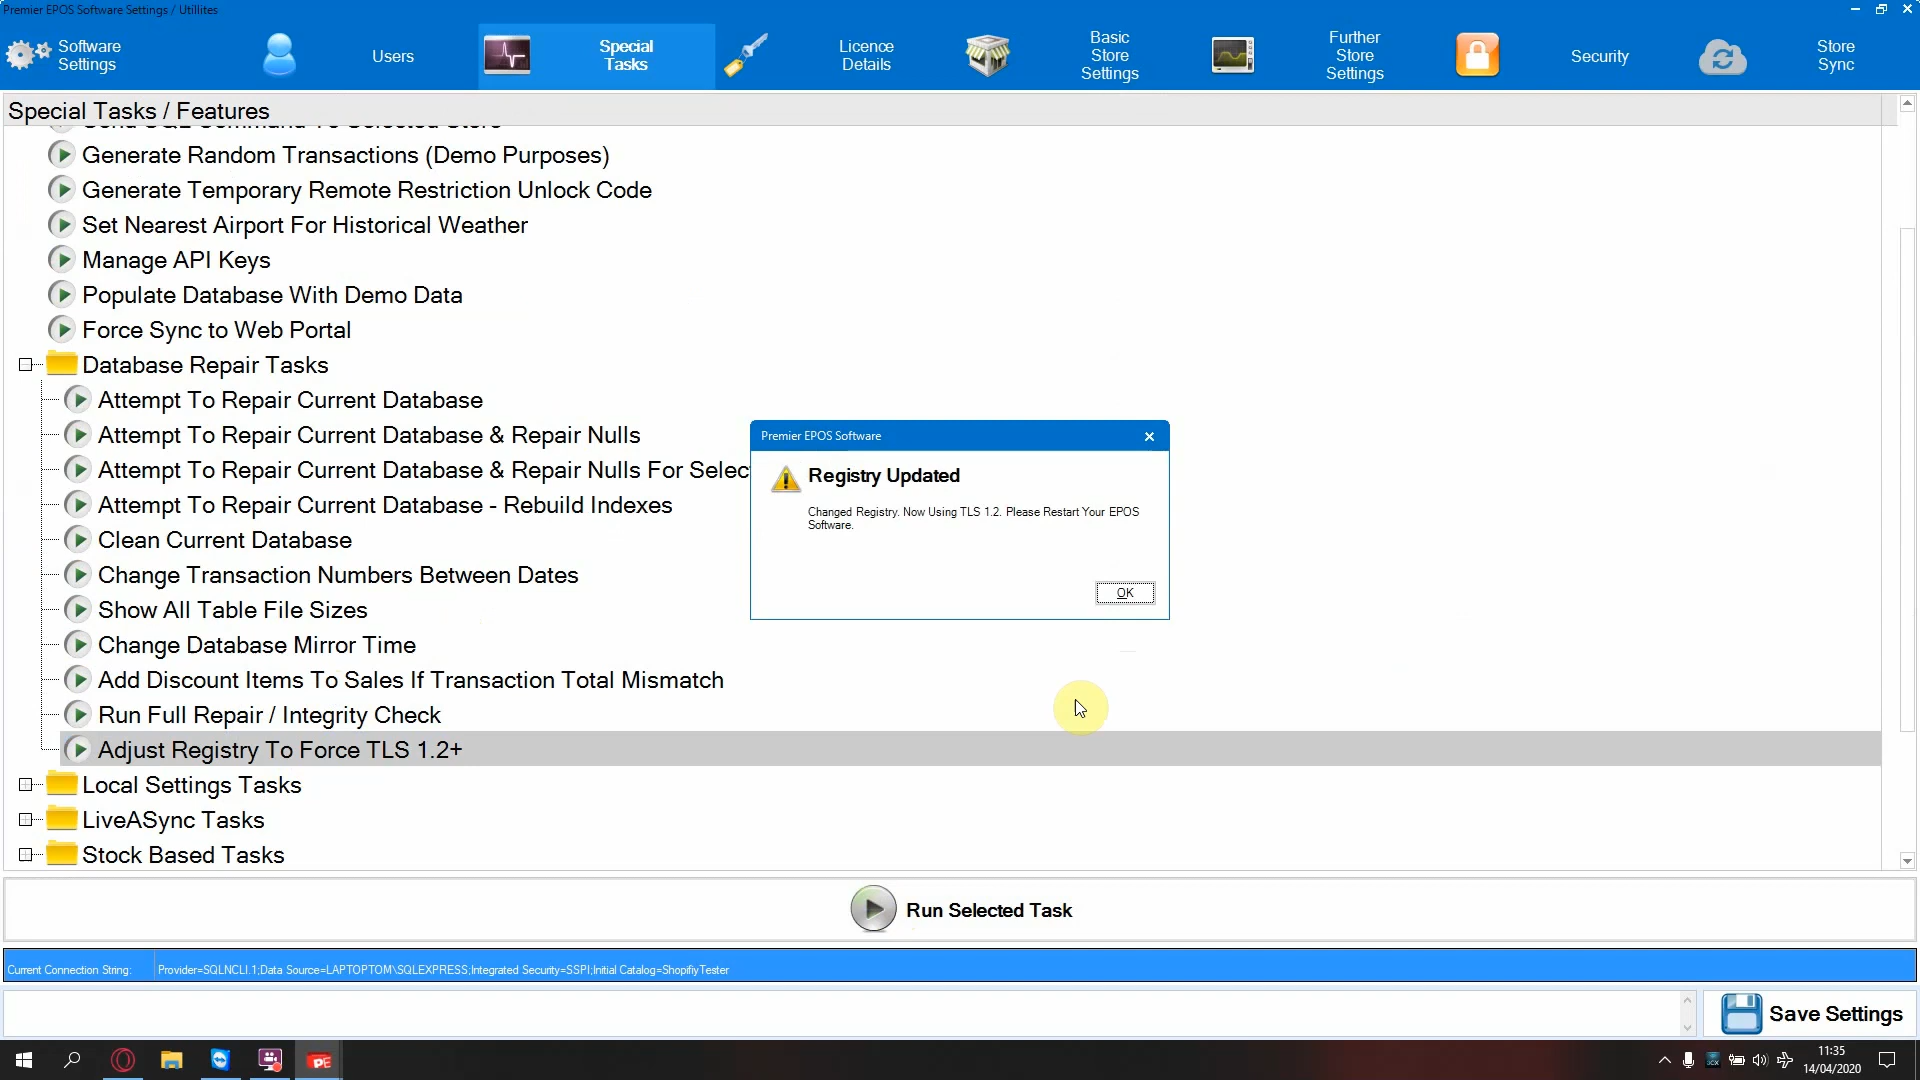 Premier EPOS Software Settings / Utilites
Software
Settings
Users
Special
Tasks
Licence
Details
Basic
Store
Settings
Further
Store
Settings
Security
Store
Sync
Special Tasks / Features
Send SQL Command To Selected Store
Generate Random Transactions (Demo Purposes)
Generate Temporary Remote Restriction Unlock Code
Set Nearest Airport For Historical Weather
Manage API Keys
Populate Database With Demo Data
Force Sync to Web Portal
Database Repair Tasks
Attempt To Repair Current Database
Attempt To Repair Current Database & Repair Nulls
Attempt To Repair Current Database & Repair Nulls For Selec
Attempt To Repair Current Database - Rebuild Indexes
Clean Current Database
Change Transaction Numbers Between Dates
Show All Table File Sizes
Change Database Mirror Time
Add Discount Items To Sales If Transaction Total Mismatch
Run Full Repair / Integrity Check
Adjust Registry To Force TLS 1.2+
Local Settings Tasks
LiveASync Tasks
Stock Based Tasks
Premier EPOS Software
Registry Updated
Changed Registry. Now Using TLS 1.2. Please Restart Your EPOS
Software.
OK
Run Selected Task
Current Connection String: Provider=SQLNCLI.1;Data Source=LAPTOPTOM\SQLEXPRESS;Integrated Security=SSPI;Initial Catalog=ShopifiyTester
Save Settings
PE
11:35
14/04/2020